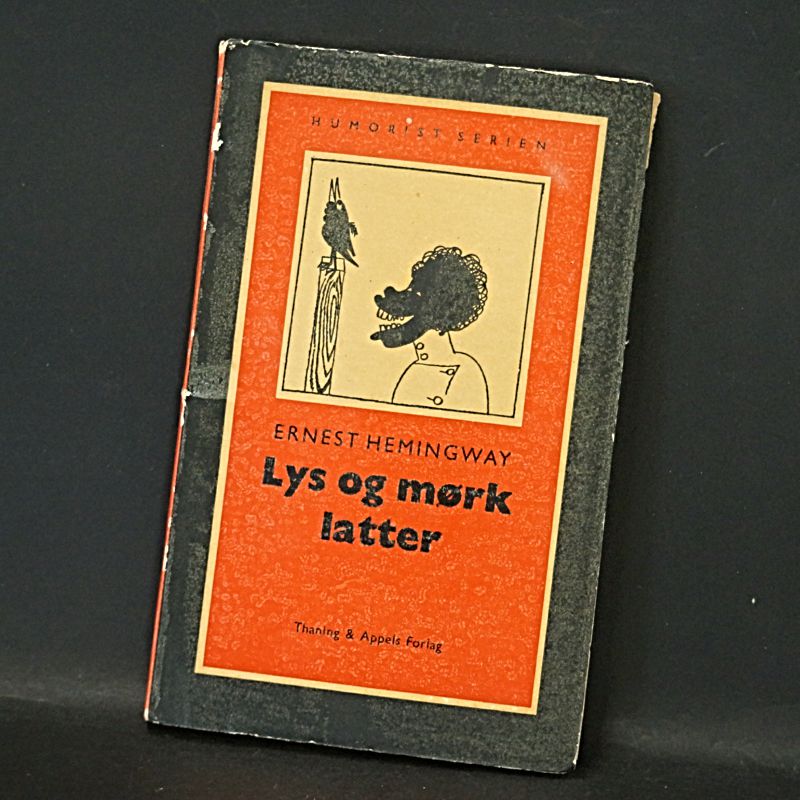 HUMORIST SERIEN
ERNEST HEMINGWAY
Lys og mørk
latter
Thaning & Appels Forlag